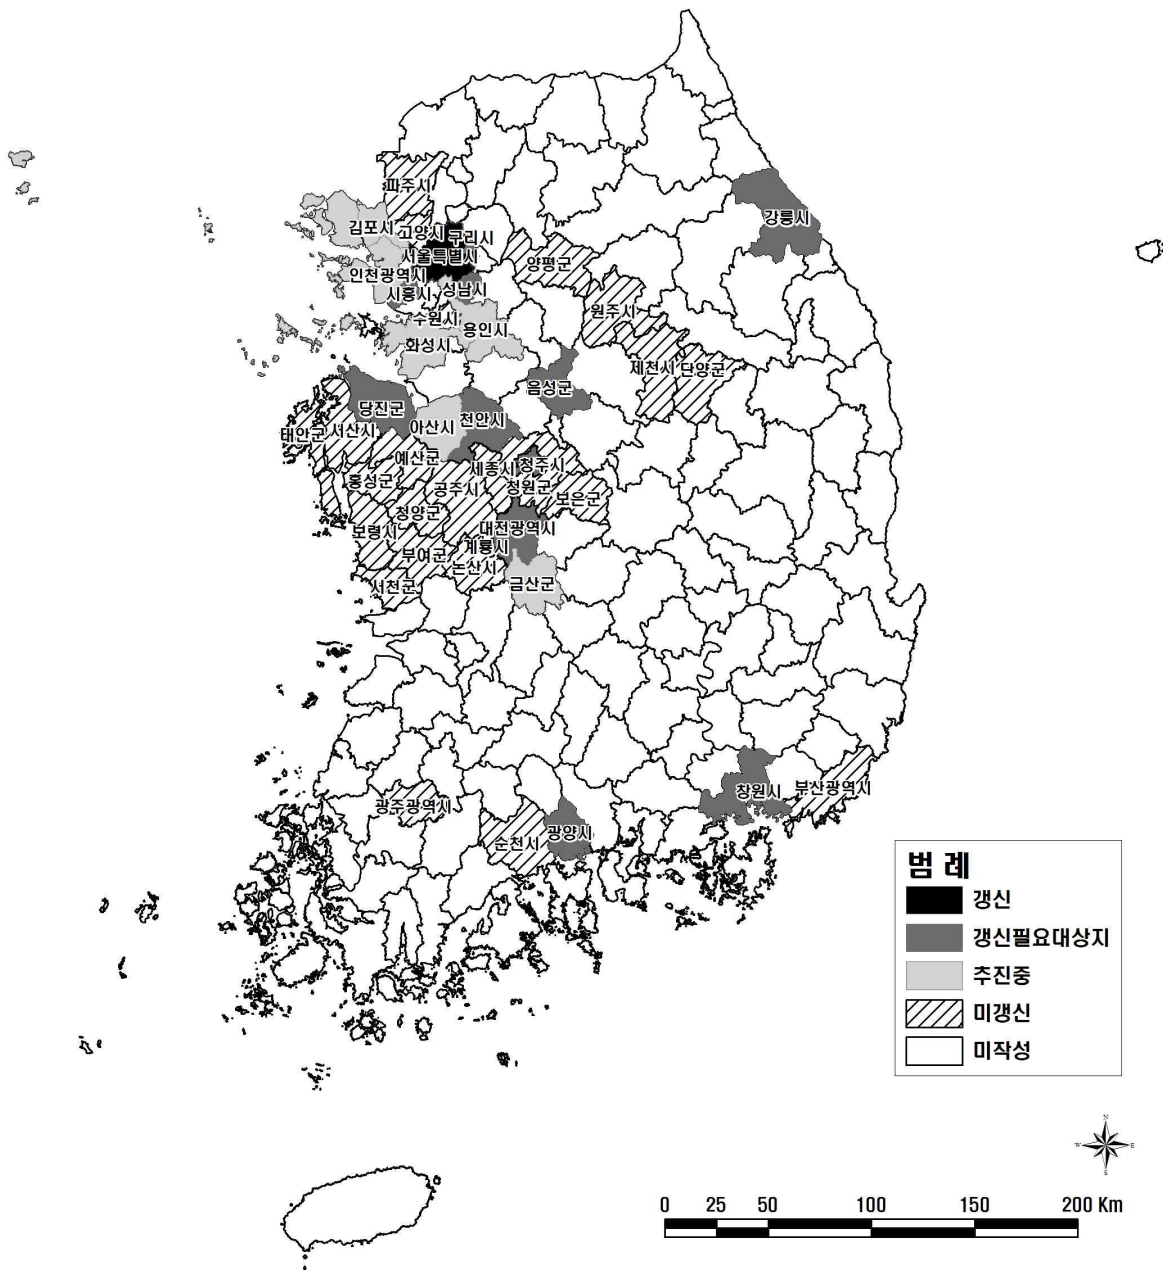 파주시
강릉시
김포시
고양시
구리시
서울특별시
양평군
인천광역시
시흥시
성남시
원주시
수원시
용인시
화성시
제천시
단양군
음성군
당진군
아산시
천안시
태안군
서산시
예산군
세종시
청주시
홍성군
공주시
청원군
보은군
청양군
보령시
대전광역시
계룡시
부여군
논산시
서천군
금산군
창원시
부산광역시
광주광역시
순천시
광양시
범 례
갱신
갱신필요대상지
추진중
미갱신
미작성
N
W
E
S
0 25 50 100 150 200 Km